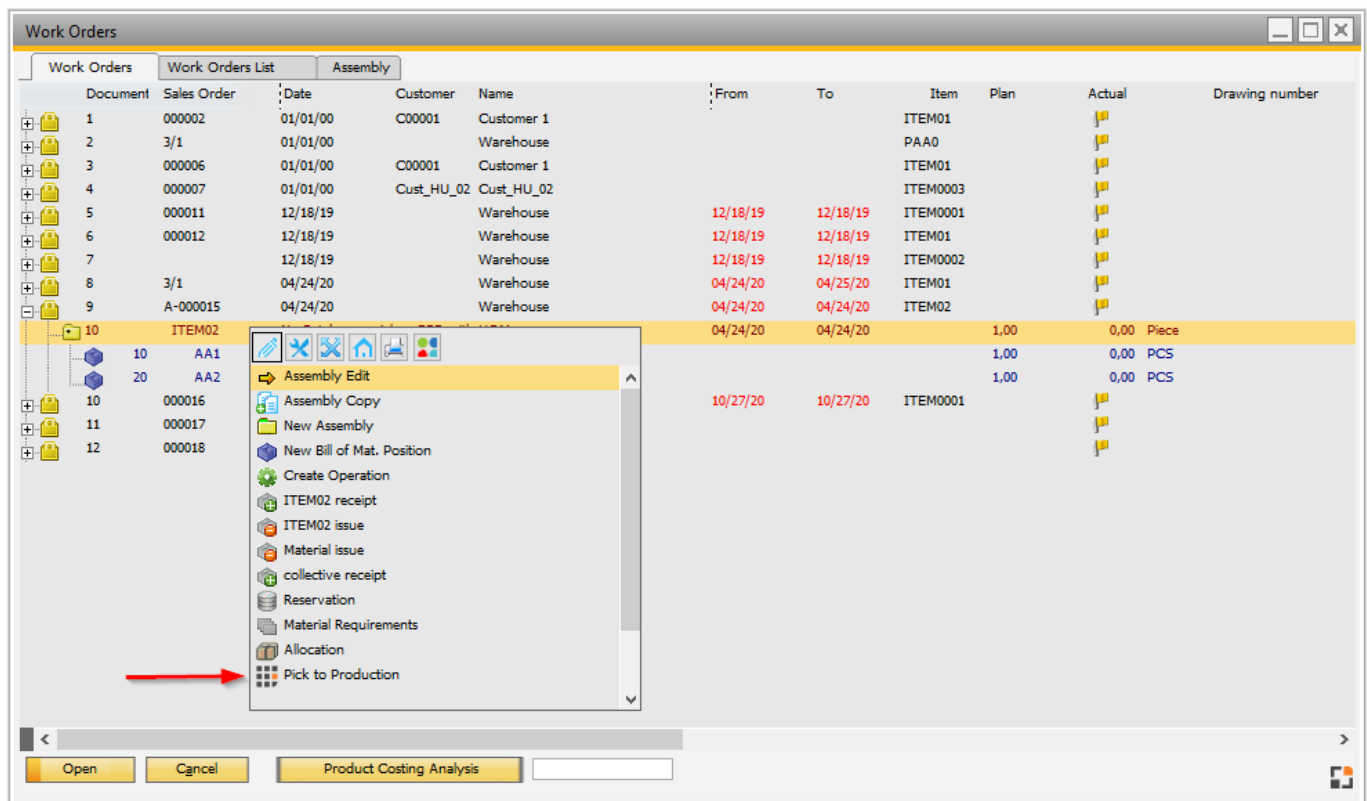 Work Orders
Work Orders Work Orders List Assembly
Document Sales Order Date Customer Name From To Item Plan Actual Drawing number
1 000002 01/01/00 C00001 Customer 1 ITEM01
2 3/1 01/01/00 Warehouse PAA0
3 000006 01/01/00 C00001 Customer 1 ITEM01
4 000007 01/01/00 Cust_HU_02 Cust_HU_02 ITEM0003
5 000011 12/18/19 Warehouse 12/18/19 12/18/19 ITEM0001
6 000012 12/18/19 Warehouse 12/18/19 12/18/19 ITEM01
7 12/18/19 Warehouse 12/18/19 12/18/19 ITEM0002
8 3/1 04/24/20 Warehouse 04/24/20 04/25/20 ITEM01
9 A-000015 04/24/20 Warehouse 04/24/20 04/24/20 ITEM02
10 ITEM02 04/24/20 04/24/20 1,00 0,00 Piece
10 AA1 1,00 0,00 PCS
20 AA2 1,00 0,00 PCS
10 000016 10/27/20 10/27/20 ITEM0001
11 000017
12 000018
Assembly Edit
Assembly Copy
New Assembly
New Bill of Mat. Position
Create Operation
ITEM02 receipt
ITEM02 issue
Material issue
collective receipt
Reservation
Material Requirements
Allocation
Pick to Production
Open Cancel Product Costing Analysis